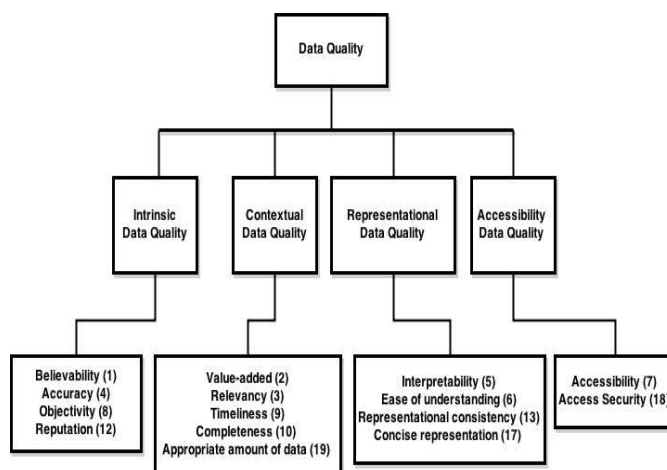 Data Quality
Intrinsic
Data Quality
Contextual
Data Quality
Representational
Data Quality
Accessibility
Data Quality
Believability (1)
Accuracy (4)
Objectivity (8)
Reputation (12)
Value-added (2)
Relevancy (3)
Timeliness (9)
Completeness (10)
Appropriate amount of data (19)
Interpretability (5)
Ease of understanding (6)
Representational consistency (13)
Concise representation (17)
Accessibility (7)
Access Security (18)